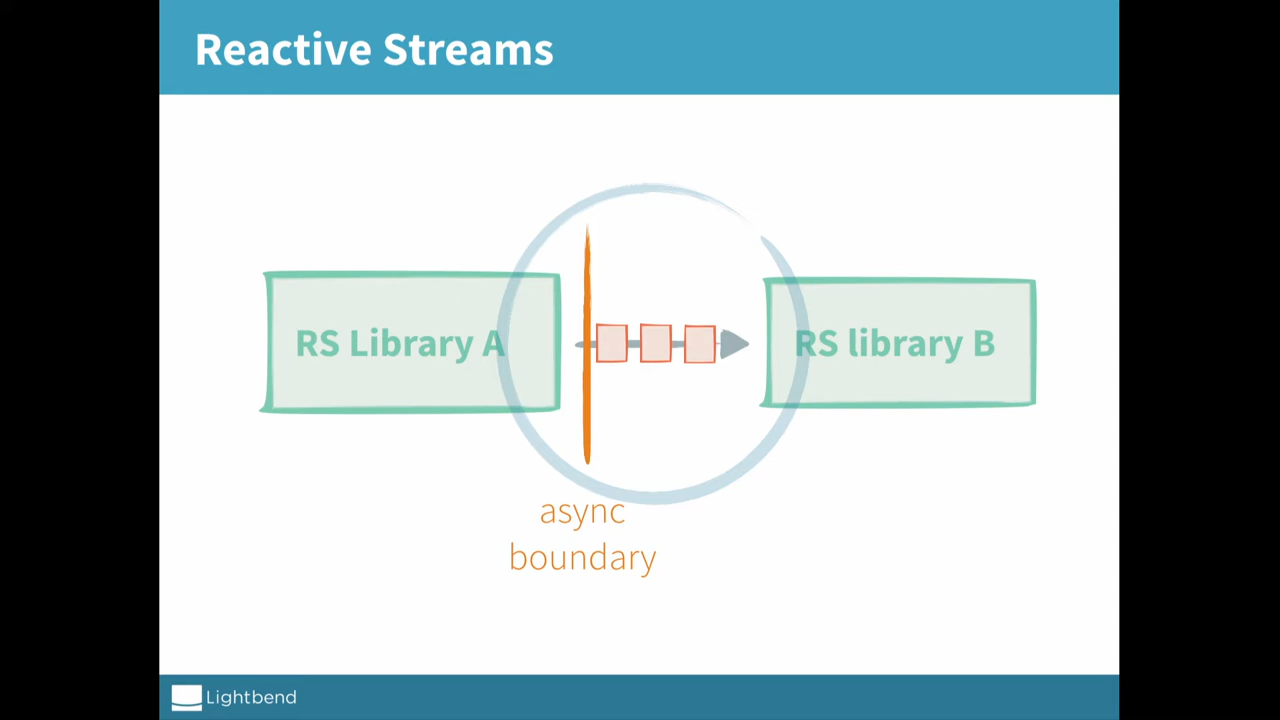 Reactive Streams
RS Library A
RS library B
async
boundary
Lightbend